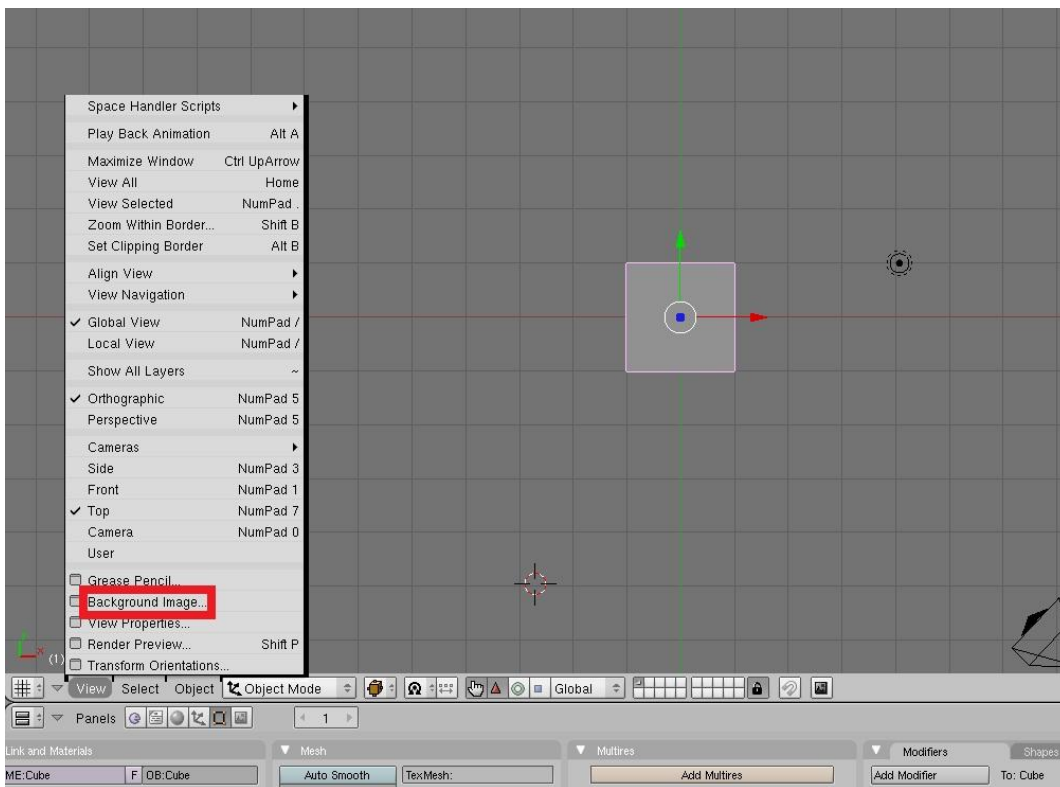 Space Handler Scripts
Play Back Animation Alt A
Maximize Window Ctrl UpArrow
View All Home
View Selected NumPad .
Zoom Within Border... Shift B
Set Clipping Border Alt B
Align View
View Navigation
Global View NumPad /
Local View NumPad /
Show All Layers ~
Orthographic NumPad 5
Perspective NumPad 5
Cameras
Side NumPad 3
Front NumPad 1
Top NumPad 7
Camera NumPad 0
User
Grease Pencil...
Background Image...
View Properties...
Render Preview... Shift P
Transform Orientations...
x (1)
View Select Object Object Mode Global
Panels 1
Link and Materials Mesh Multires Modifiers Shapes
ME:Cube F OB:Cube Auto Smooth TexMesh: Add Multires Add Modifier To: Cube